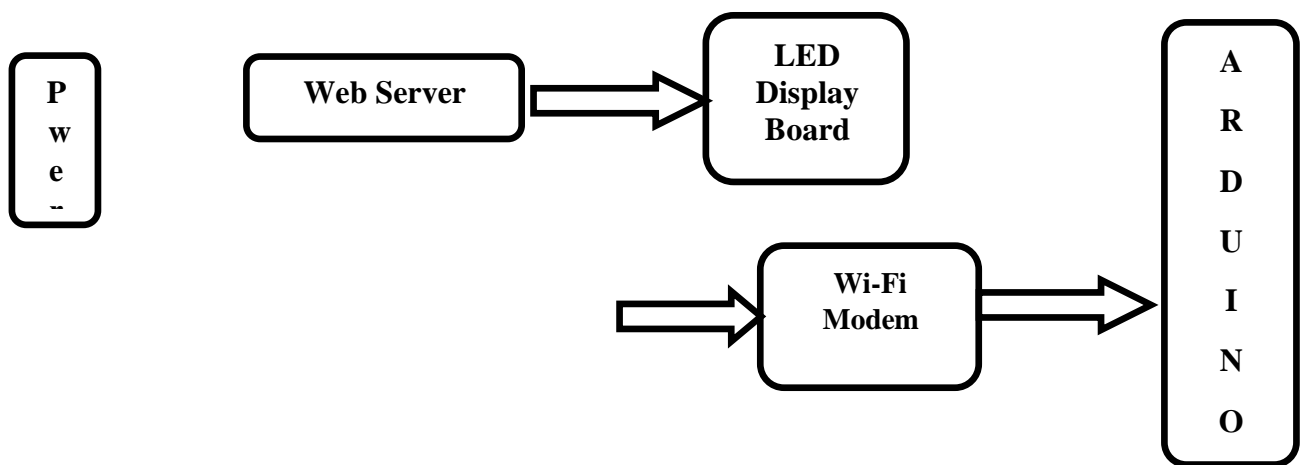 P
w
e
r
Web Server
LED
Display
Board
Wi-Fi
Modem
A
R
D
U
I
N
O